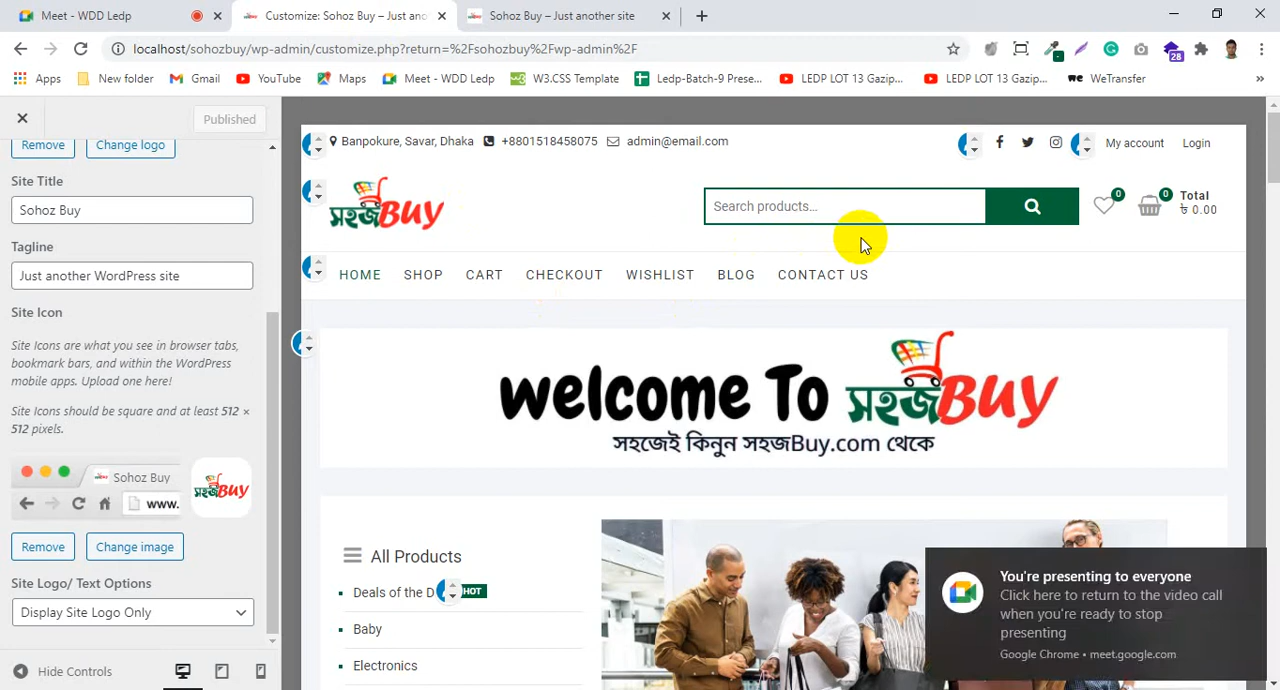 Meet - WDD Ledp
Customize: Sohoz Buy – Just ano
Sohoz Buy – Just another site
localhost/sohozbuy/wp-admin/customize.php?return=%2Fsohozbuy%2Fwp-admin%2F
28
Apps
New folder
Gmail
YouTube
Maps
Meet - WDD Ledp
W3.CSS Template
Ledp-Batch-9 Prese...
LEDP LOT 13 Gazip...
LEDP LOT 13 Gazip...
WeTransfer
Published
Remove
Change logo
Site Title
Sohoz Buy
Tagline
Just another WordPress site
Site Icon
Site Icons are what you see in browser tabs,
bookmark bars, and within the WordPress
mobile apps. Upload one here!
Site Icons should be square and at least 512 ×
512 pixels.
Sohoz Buy
www.
সহজBuy
Remove
Change image
Site Logo/ Text Options
Display Site Logo Only
Hide Controls
Banpokure, Savar, Dhaka
+8801518458075
admin@email.com
My account
Login
সহজBuy
Search products...
0
0
Total
৳ 0.00
HOME
SHOP
CART
CHECKOUT
WISHLIST
BLOG
CONTACT US
welcome To সহজBuy
সহজেই কিনুন সহজBuy.com থেকে
All Products
Deals of the D
HOT
Baby
Electronics
You're presenting to everyone
Click here to return to the video call
when you're ready to stop
presenting
Google Chrome • meet.google.com